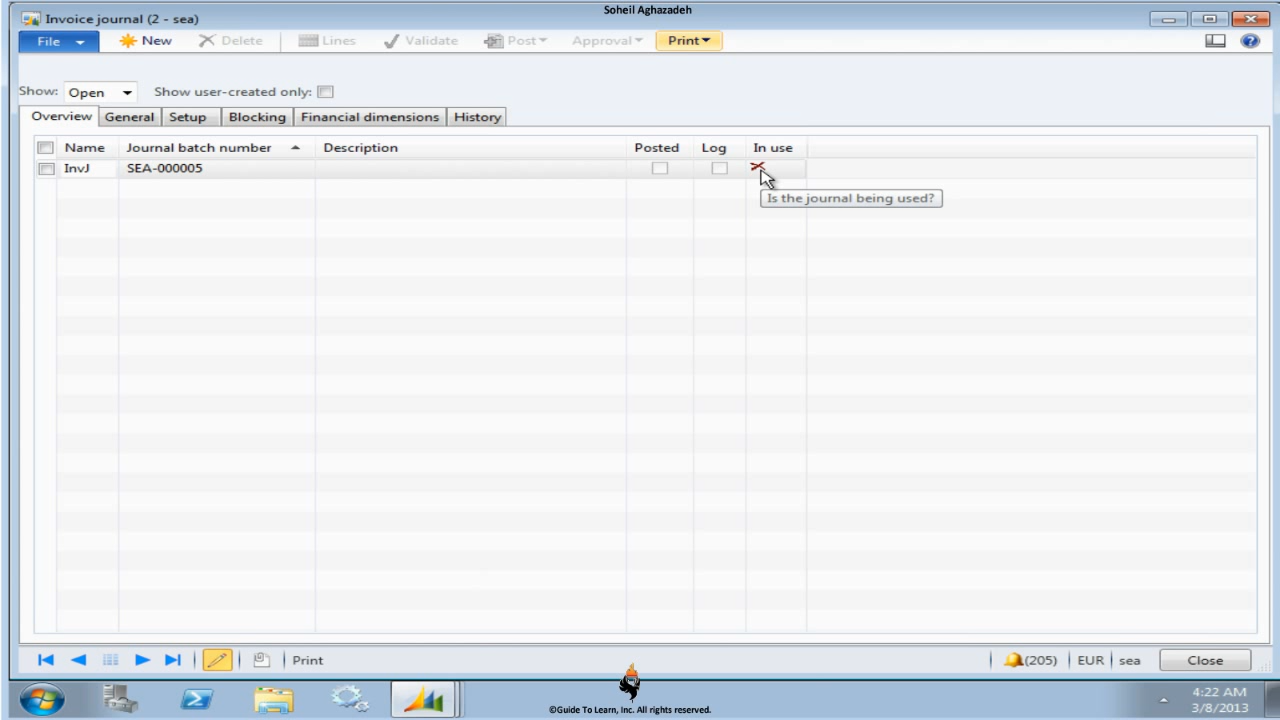 Soheil Aghazadeh
Invoice journal (2 - sea)
File New Delete Lines Validate Post Approval Print
Show: Open Show user-created only:
Overview General Setup Blocking Financial dimensions History
Name Journal batch number Description Posted Log In use
InvJ SEA-000005
Is the journal being used?
Print (205) EUR sea Close
4:22 AM
3/8/2013
©Guide To Learn, Inc. All rights reserved.